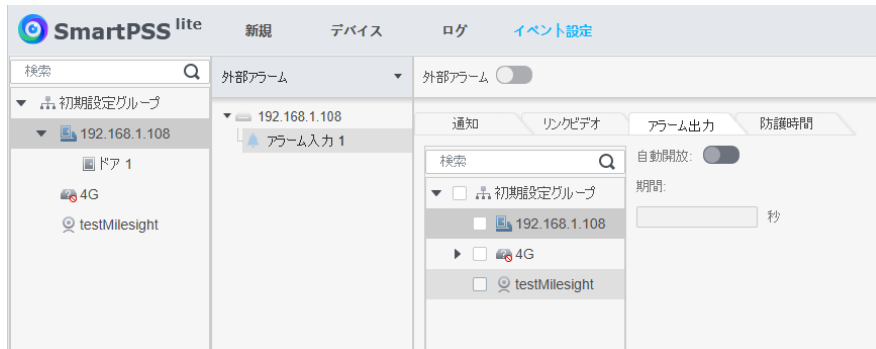 SmartPSS lite 新規 デバイス ログ イベント設定
検索
初期設定グループ
192.168.1.108
ドア 1
4G
testMilesight
外部アラーム
192.168.1.108
アラーム入力 1
外部アラーム
通知 リンクビデオ アラーム出力 防護時間
検索
初期設定グループ
192.168.1.108
4G
testMilesight
自動開放:
期間:
秒